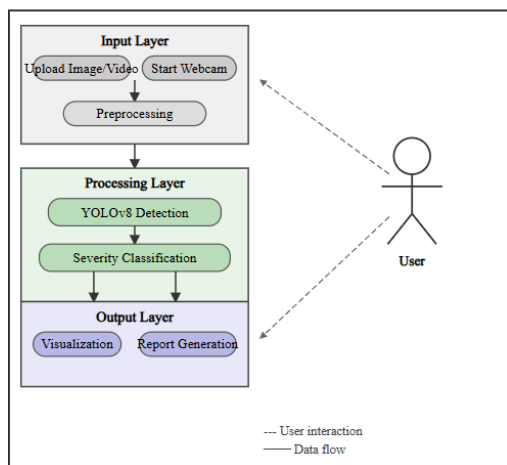 Input Layer
Upload Image/Video
Start Webcam
Preprocessing
Processing Layer
YOLOv8 Detection
Severity Classification
Output Layer
Visualization
Report Generation
User
--- User interaction
—— Data flow